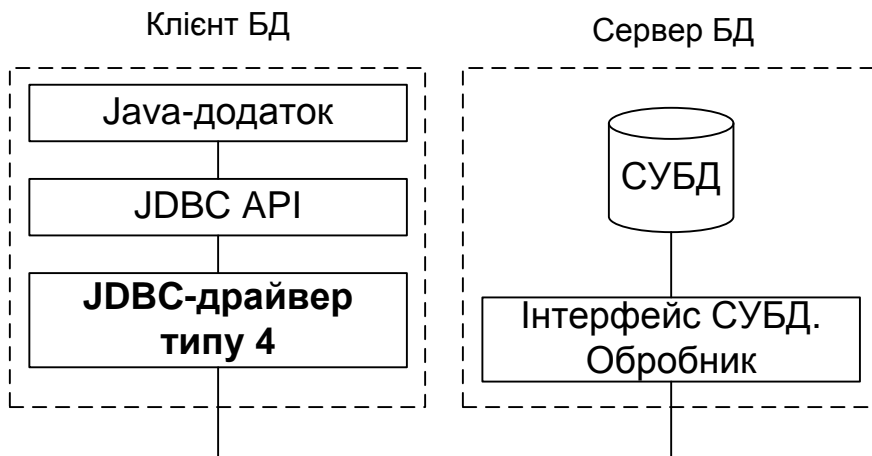 Клієнт БД
Сервер БД
Java-додаток
JDBC API
JDBC-драйвер
типу 4
СУБД
Інтерфейс СУБД.
Обробник